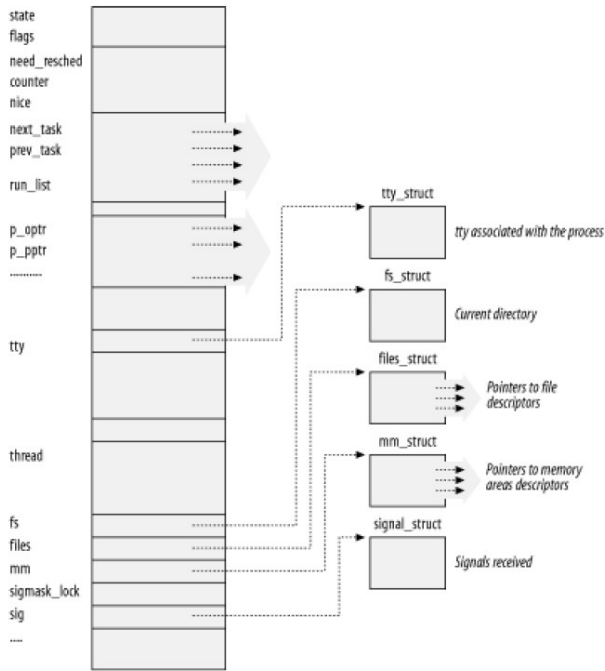 state
flags
need_resched
counter
nice
next_task
prev_task
run_list
p_optr
p_pptr
..........
tty
thread
fs
files
mm
sigmask_lock
sig
....
tty_struct
tty associated with the process
fs_struct
Current directory
files_struct
Pointers to file
descriptors
mm_struct
Pointers to memory
areas descriptors
signal_struct
Signals received